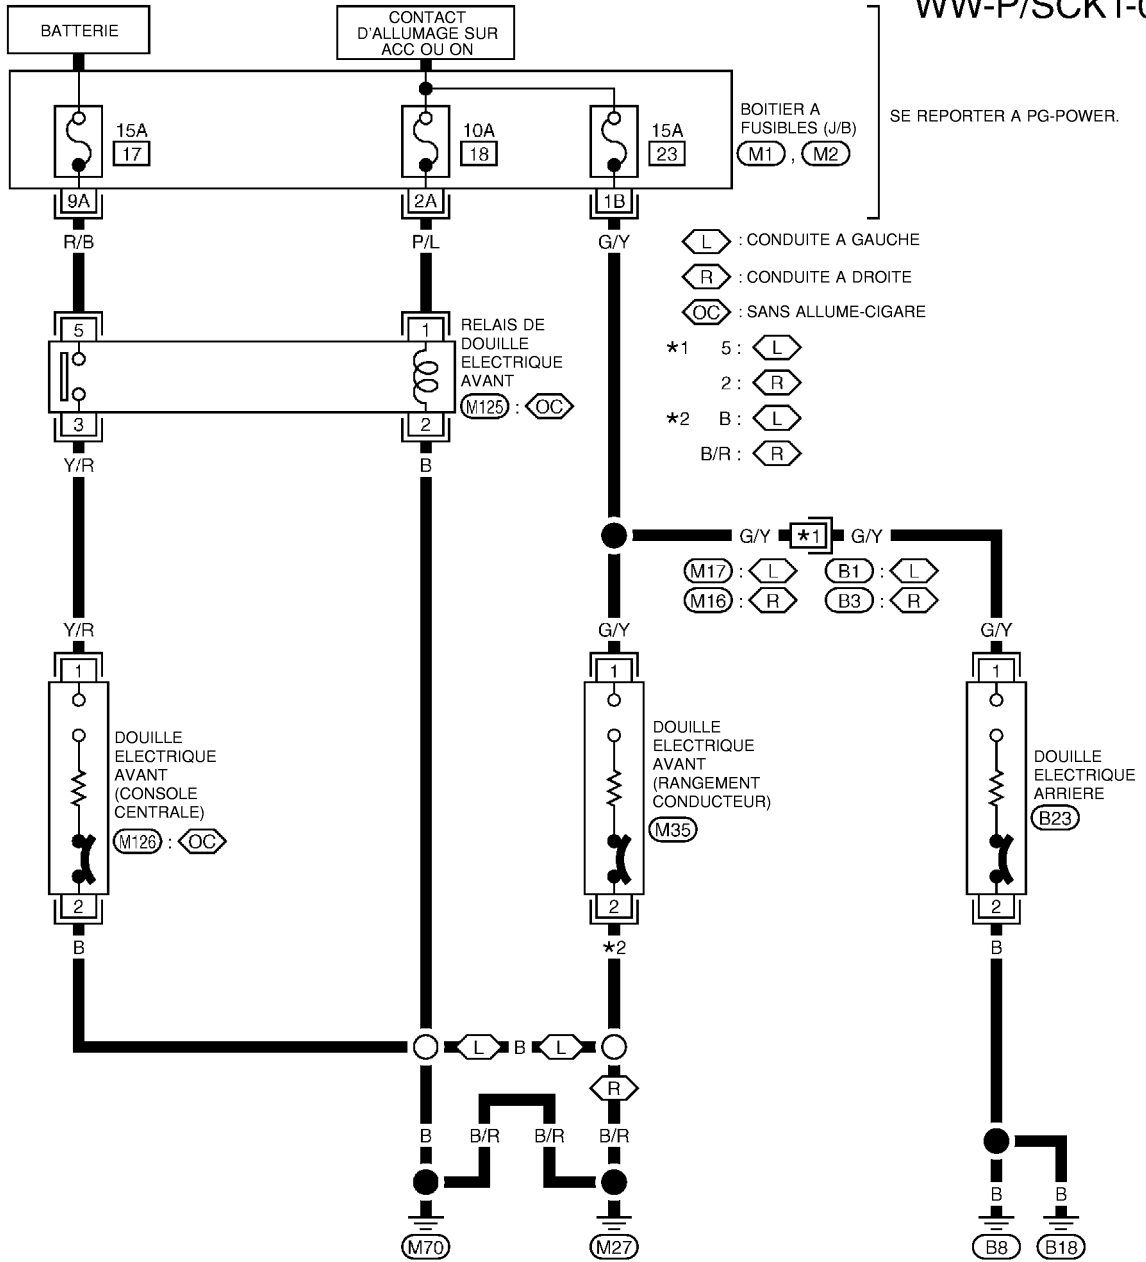 WW-P/SCKT-0
BATTERIE
CONTACT
D'ALLUMAGE SUR
ACC OU ON
15A
17
10A
18
15A
23
BOITIER A
FUSIBLES (J/B)
M1 , M2
SE REPORTER A PG-POWER.
9A
2A
1B
R/B
P/L
G/Y
L : CONDUITE A GAUCHE
R : CONDUITE A DROITE
OC : SANS ALLUME-CIGARE
*1 5 : L
2 : R
*2 B : L
B/R : R
5
1
RELAIS DE
DOUILLE
ELECTRIQUE
AVANT
M125 : OC
3
2
Y/R
B
G/Y *1 G/Y
M17 : L B1 : L
M16 : R B3 : R
Y/R
G/Y
G/Y
1
1
1
DOUILLE
ELECTRIQUE
AVANT
(CONSOLE
CENTRALE)
M126 : OC
DOUILLE
ELECTRIQUE
AVANT
(RANGEMENT
CONDUCTEUR)
M35
DOUILLE
ELECTRIQUE
ARRIERE
B23
2
2
2
B
*2
B
L B L
R
B B/R B/R B/R
B B
M70 M27 B8 B18